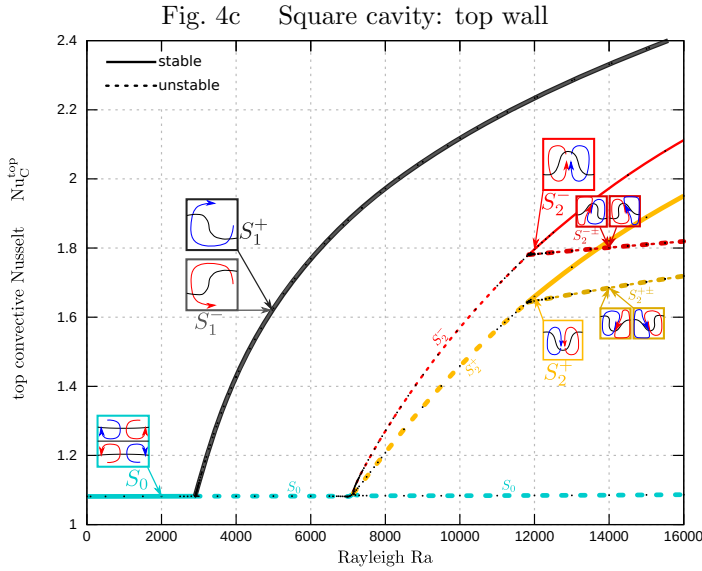 Fig. 4c Square cavity: top wall
top convective Nusselt Nu_C^top
2.4
2.2
2
1.8
1.6
1.4
1.2
1
stable
unstable
S_1^+
S_1^-
S_0
S_0
S_0
S_2^-
S_2^{-±}
S_2^-
S_2^+
S_2^{+±}
S_2^+
0 2000 4000 6000 8000 10000 12000 14000 16000
Rayleigh Ra